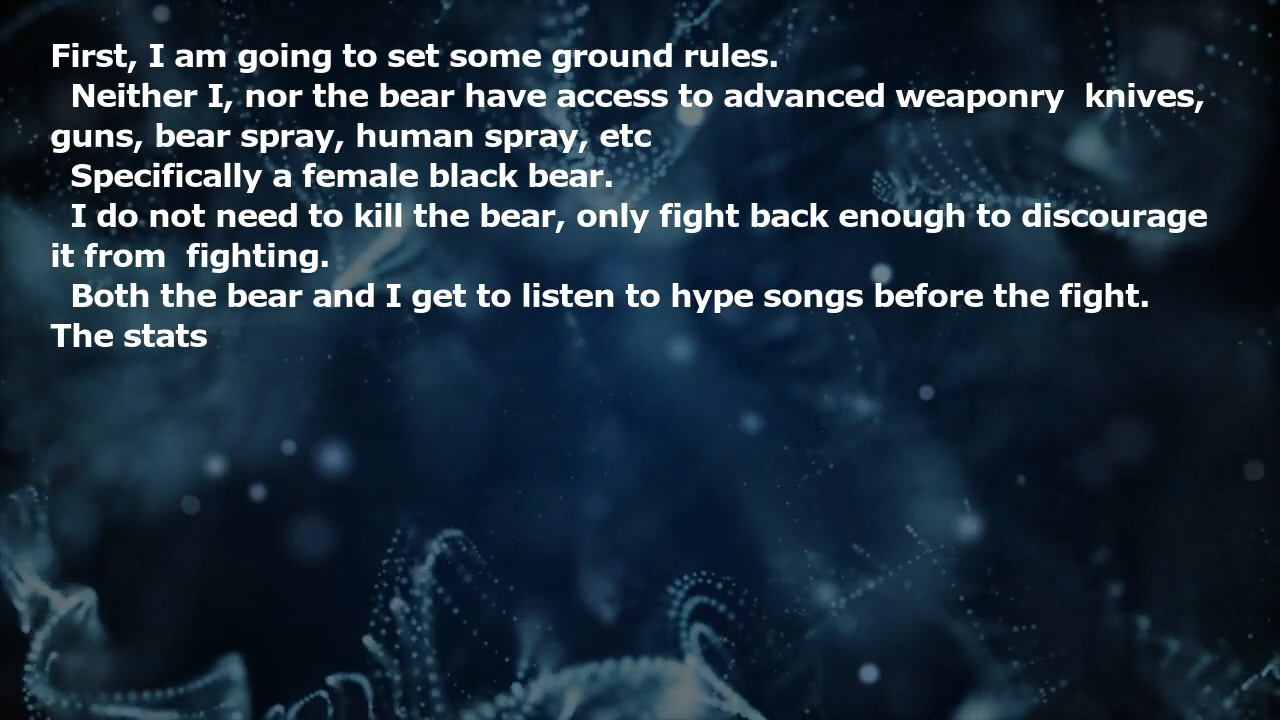 First, I am going to set some ground rules.
Neither I, nor the bear have access to advanced weaponry  knives,
guns, bear spray, human spray, etc
Specifically a female black bear.
I do not need to kill the bear, only fight back enough to discourage
it from  fighting.
Both the bear and I get to listen to hype songs before the fight.
The stats